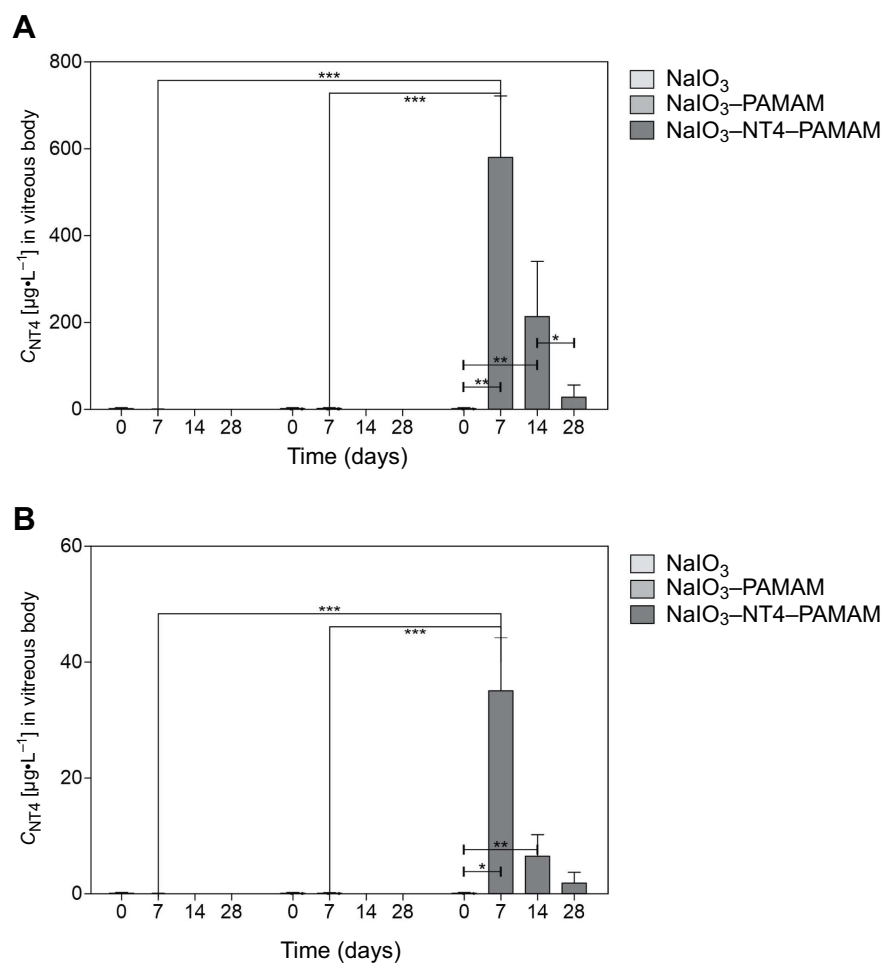 A
800
600
400
200
0
C_NT4 [µg•L⁻¹] in vitreous body
***
***
**
**
*
0 7 14 28 0 7 14 28 0 7 14 28
Time (days)
NaIO₃
NaIO₃–PAMAM
NaIO₃–NT4–PAMAM
B
60
40
20
0
C_NT4 [µg•L⁻¹] in vitreous body
***
***
**
*
0 7 14 28 0 7 14 28 0 7 14 28
Time (days)
NaIO₃
NaIO₃–PAMAM
NaIO₃–NT4–PAMAM